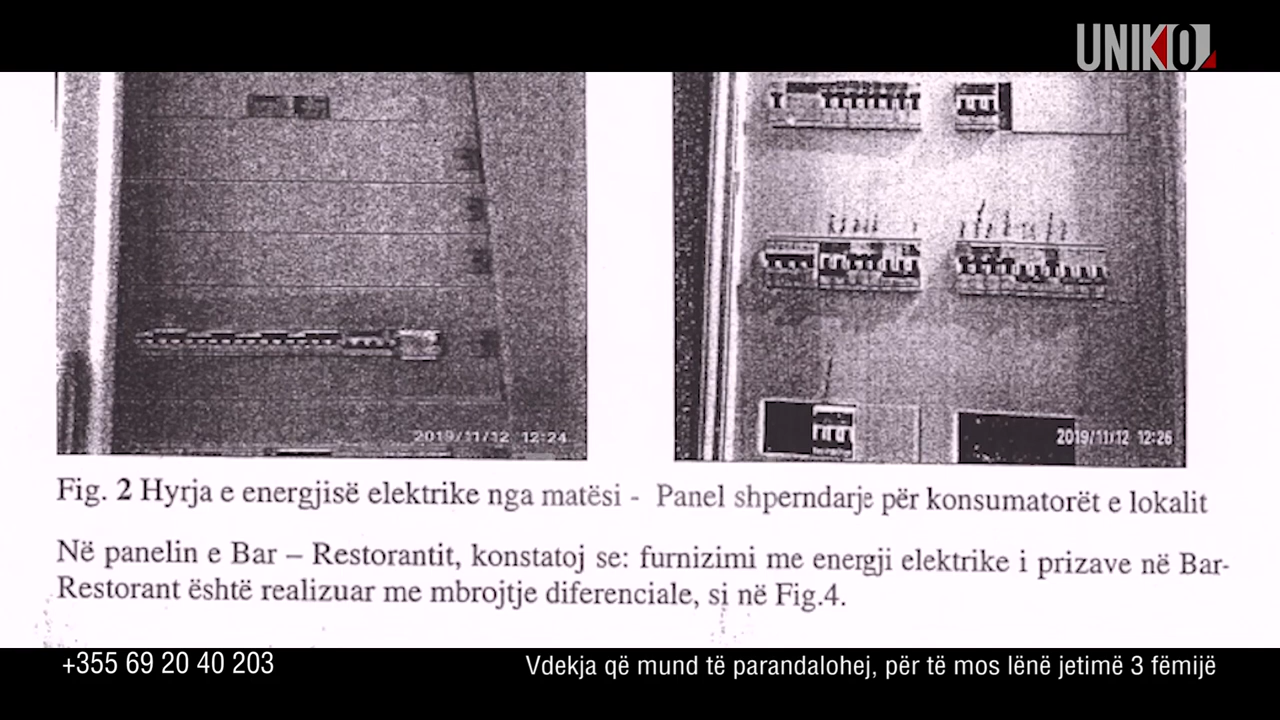 UNIKO
2019/11/12 12:24
2019/11/12 12:26
Fig. 2 Hyrja e energjisë elektrike nga matësi - Panel shperndarje për konsumatorët e lokalit
Në panelin e Bar – Restorantit, konstatoj se: furnizimi me energji elektrike i prizave në Bar-
Restorant është realizuar me mbrojtje diferenciale, si në Fig.4.
+355 69 20 40 203
Vdekja që mund të parandalohej, për të mos lënë jetimë 3 fëmijë